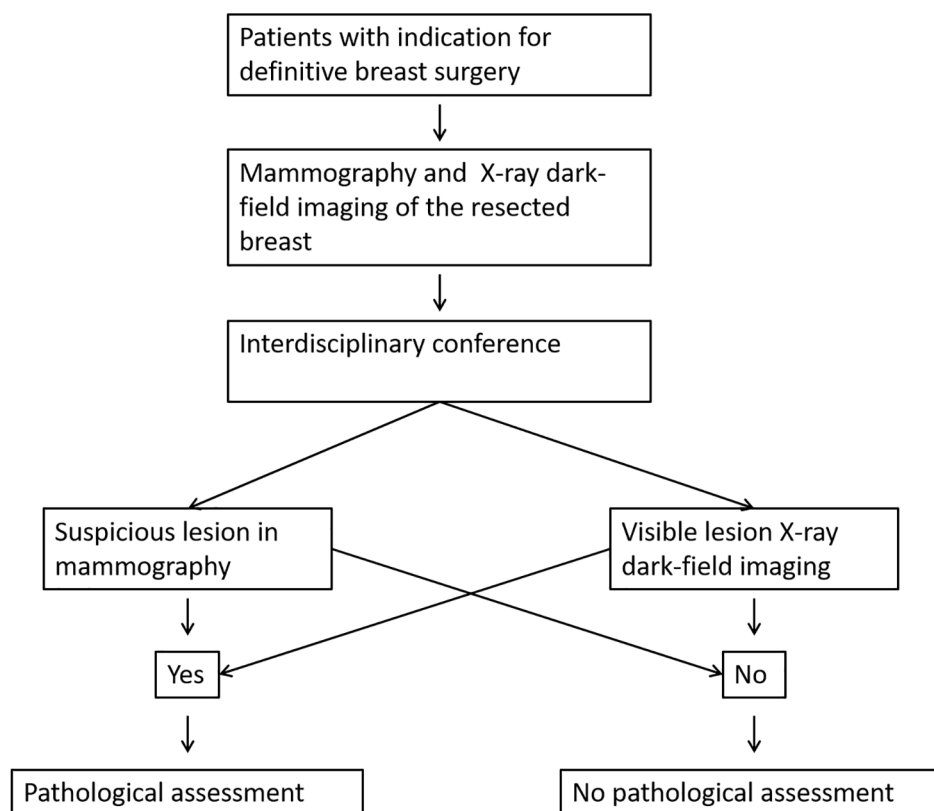 Patients with indication for
definitive breast surgery
Mammography and X-ray dark-
field imaging of the resected
breast
Interdisciplinary conference
Suspicious lesion in
mammography
Visible lesion X-ray
dark-field imaging
Yes
No
Pathological assessment
No pathological assessment